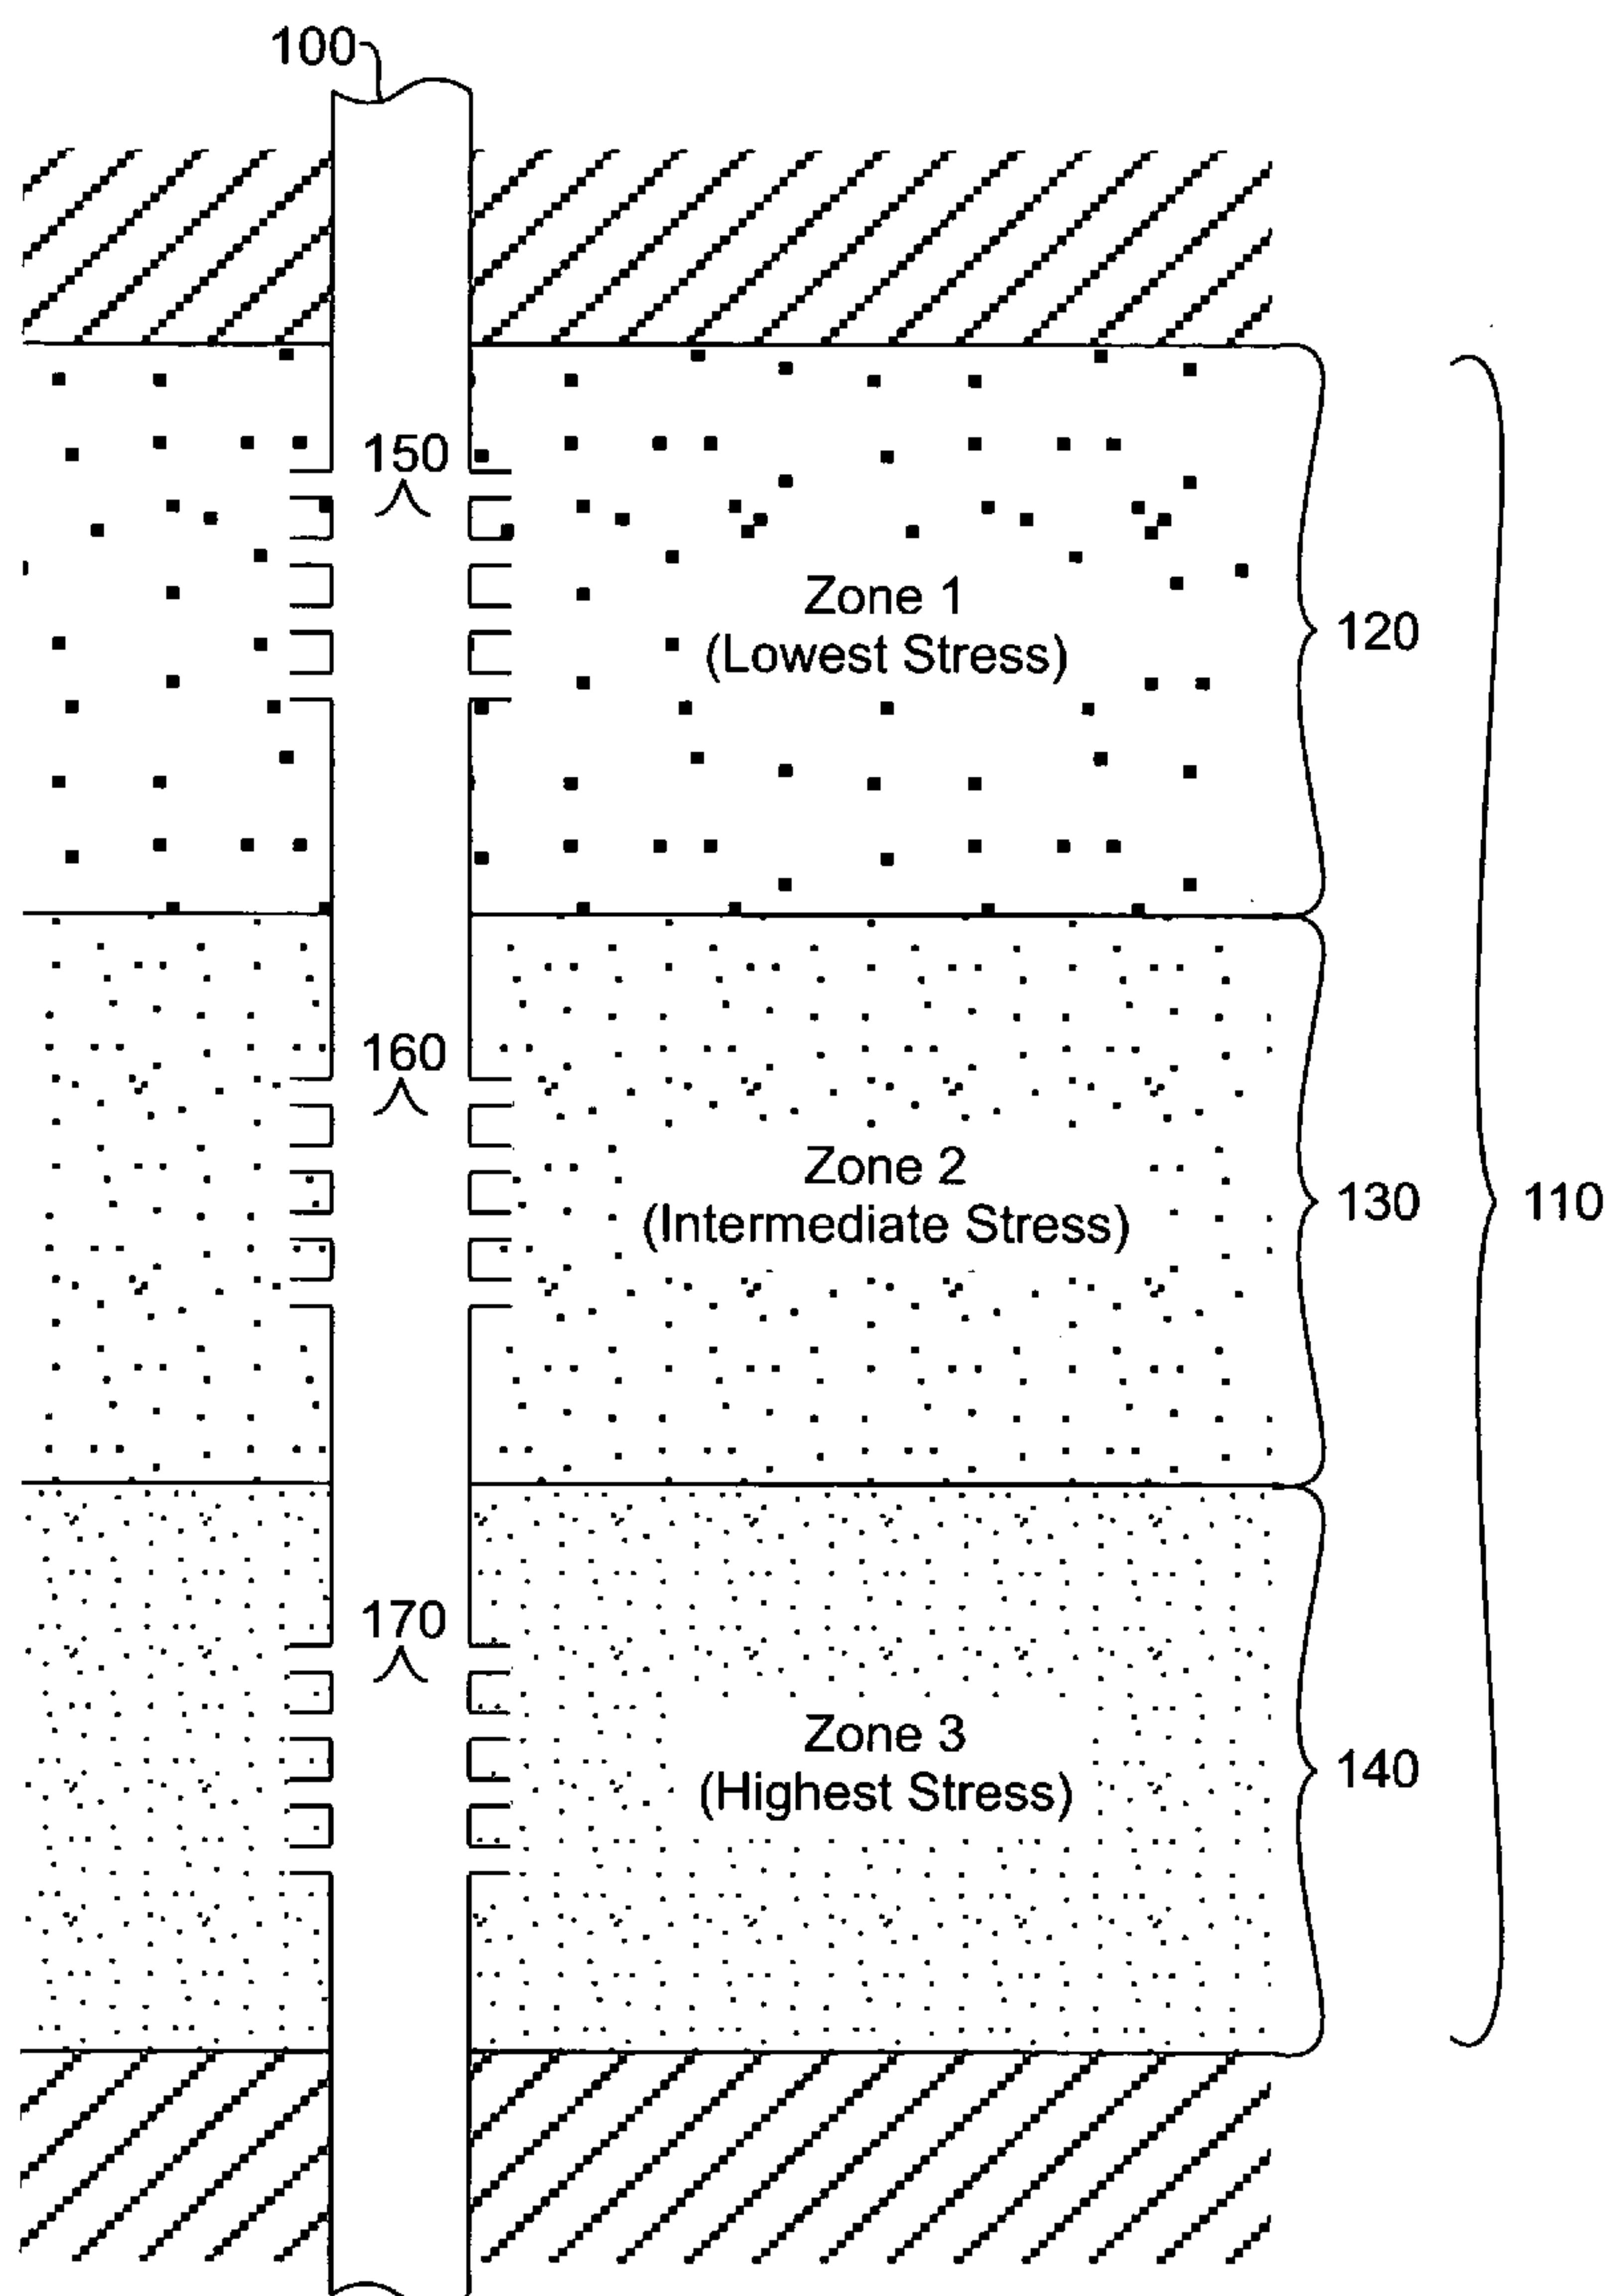 100
150
Zone 1
(Lowest Stress)
120
160
Zone 2
(Intermediate Stress)
130
110
170
Zone 3
(Highest Stress)
140